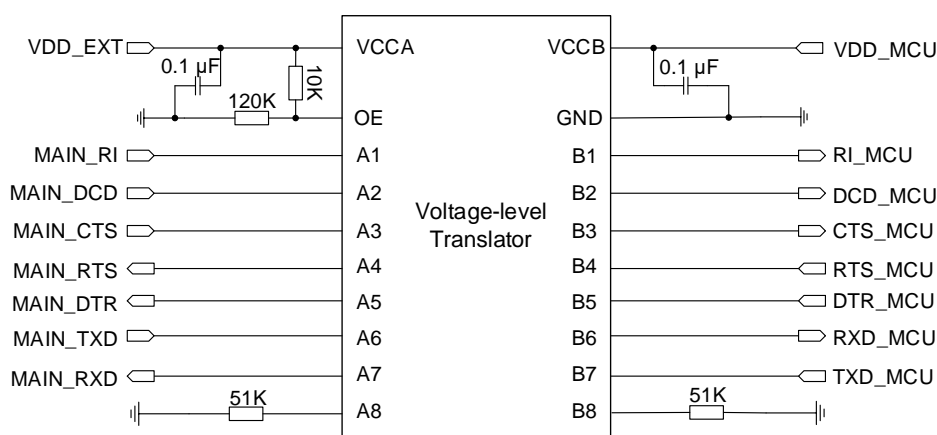 VDD_EXT VCCA VCCB VDD_MCU
0.1 µF 10K 0.1 µF
120K
OE GND
MAIN_RI A1 B1 RI_MCU
MAIN_DCD A2 B2 DCD_MCU
Voltage-level
MAIN_CTS A3 B3 CTS_MCU
Translator
MAIN_RTS A4 B4 RTS_MCU
MAIN_DTR A5 B5 DTR_MCU
MAIN_TXD A6 B6 RXD_MCU
MAIN_RXD A7 B7 TXD_MCU
51K A8 B8 51K